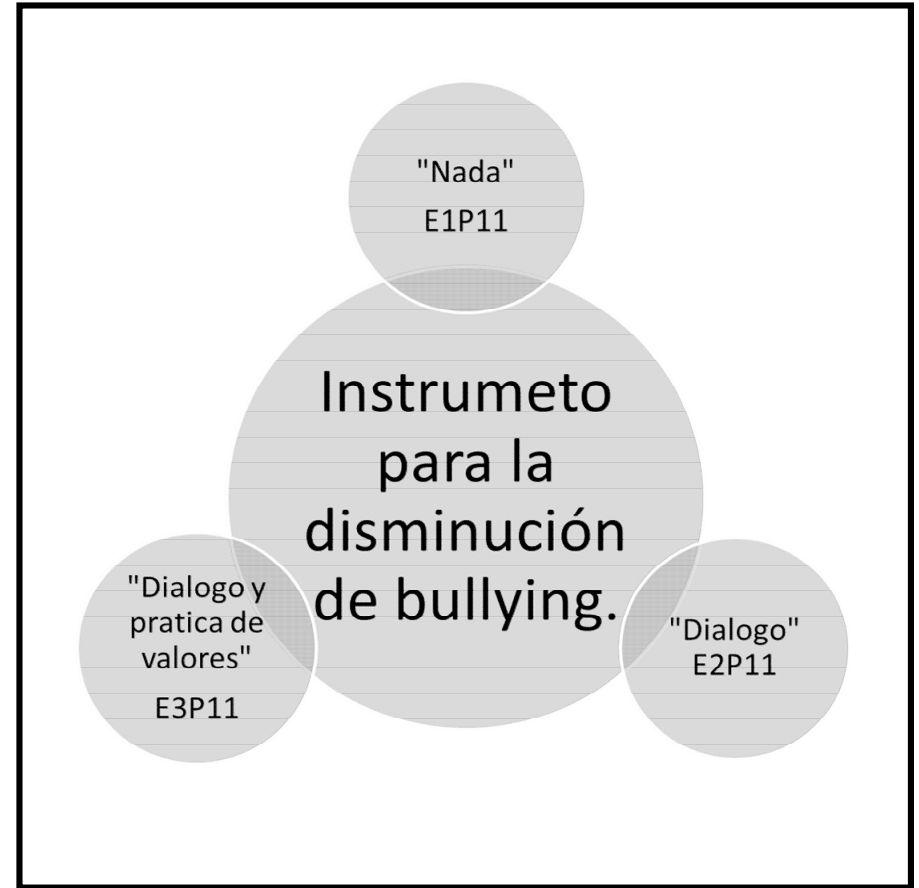 "Nada"
E1P11
Instrumeto
para la
disminución
de bullying.
"Dialogo y
pratica de
valores"
E3P11
"Dialogo"
E2P11